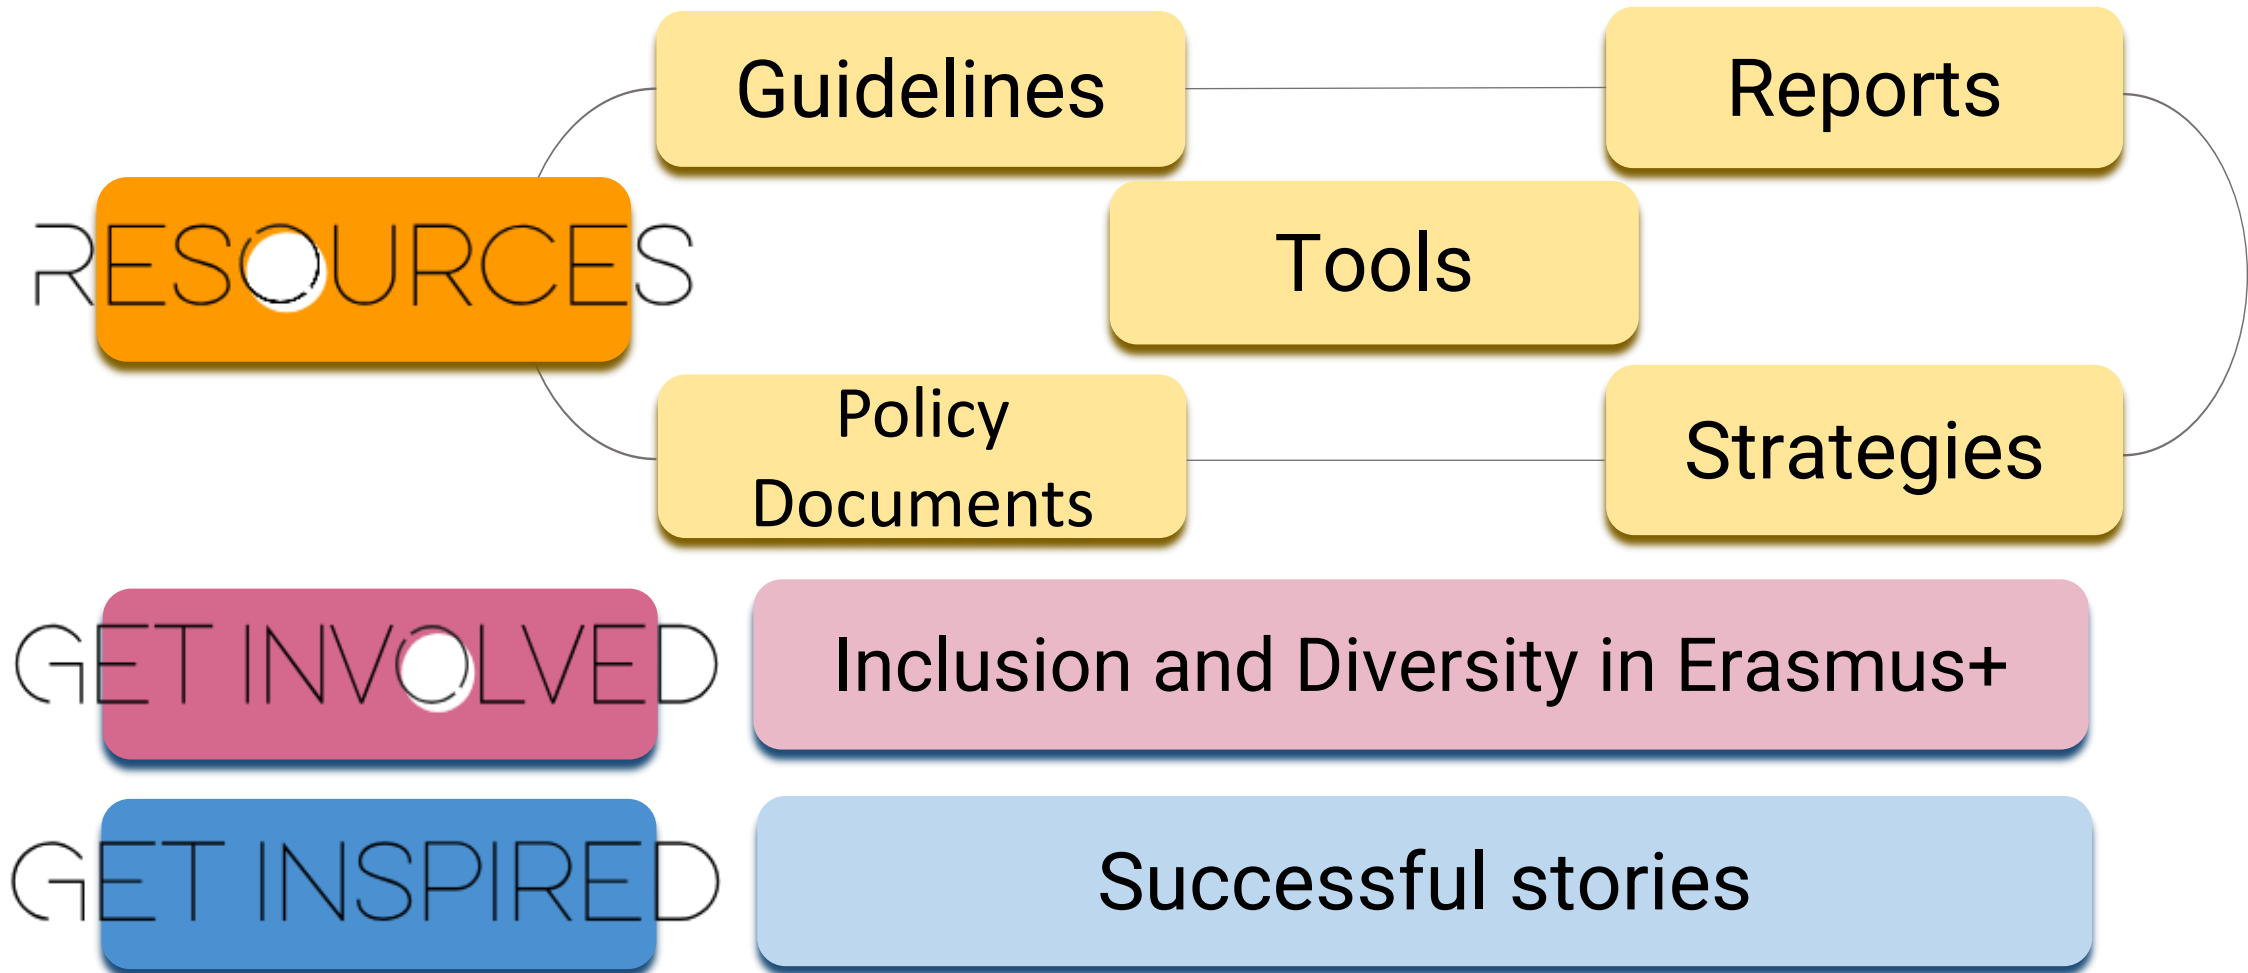 Guidelines
Reports
RESOURCES
Tools
Policy
Documents
Strategies
GET INVOLVED
Inclusion and Diversity in Erasmus+
GET INSPIRED
Successful stories